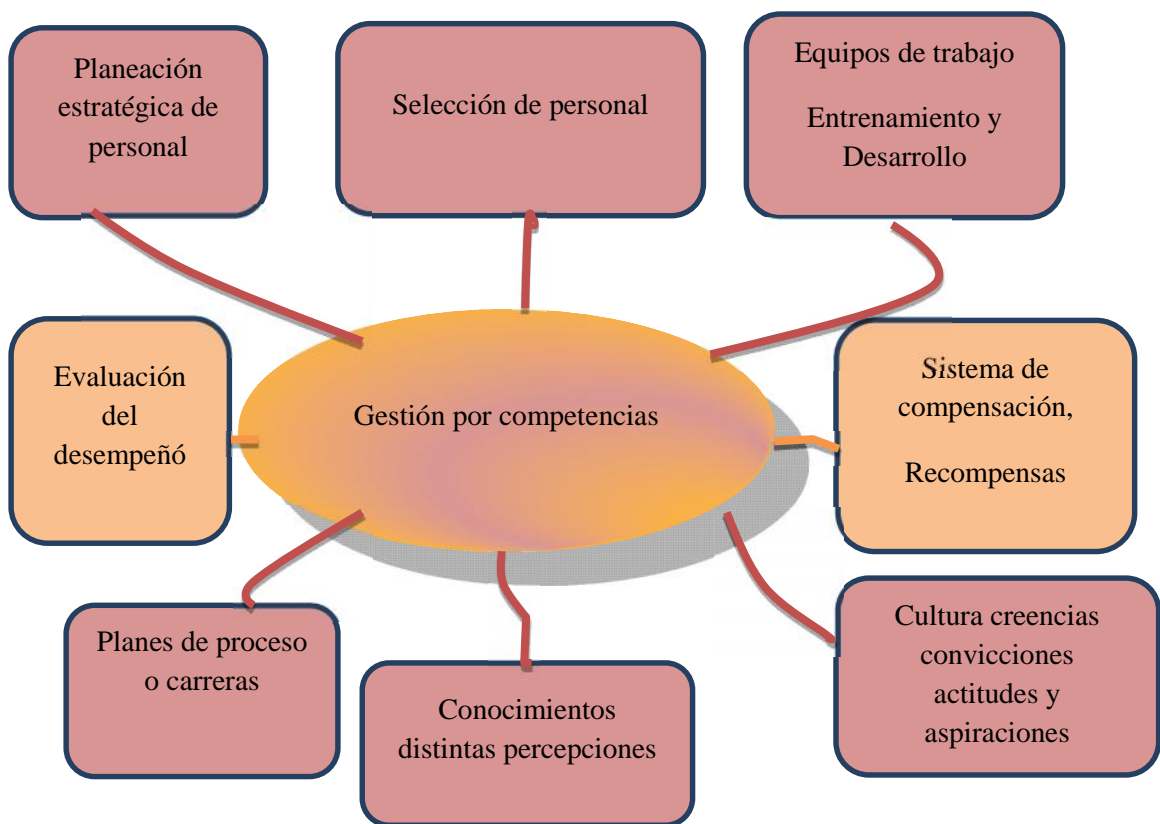 Planeación
estratégica de
personal
Selección de personal
Equipos de trabajo
Entrenamiento y
Desarrollo
Evaluación
del
desempeñó
Gestión por competencias
Sistema de
compensación,
Recompensas
Planes de proceso
o carreras
Conocimientos
distintas percepciones
Cultura creencias
convicciones
actitudes y
aspiraciones